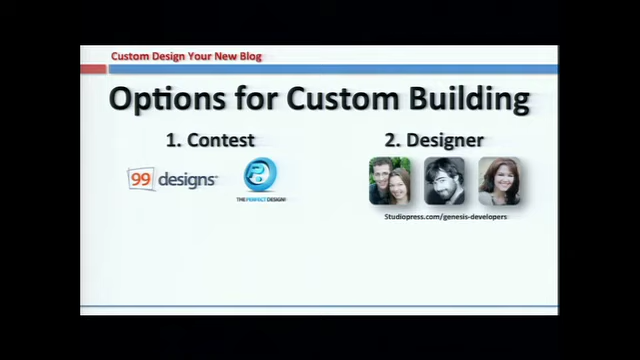 Custom Design Your New Blog
Options for Custom Building
1. Contest
2. Designer
99 designs
THE PERFECT DESIGN
Studiopress.com/genesis-developers